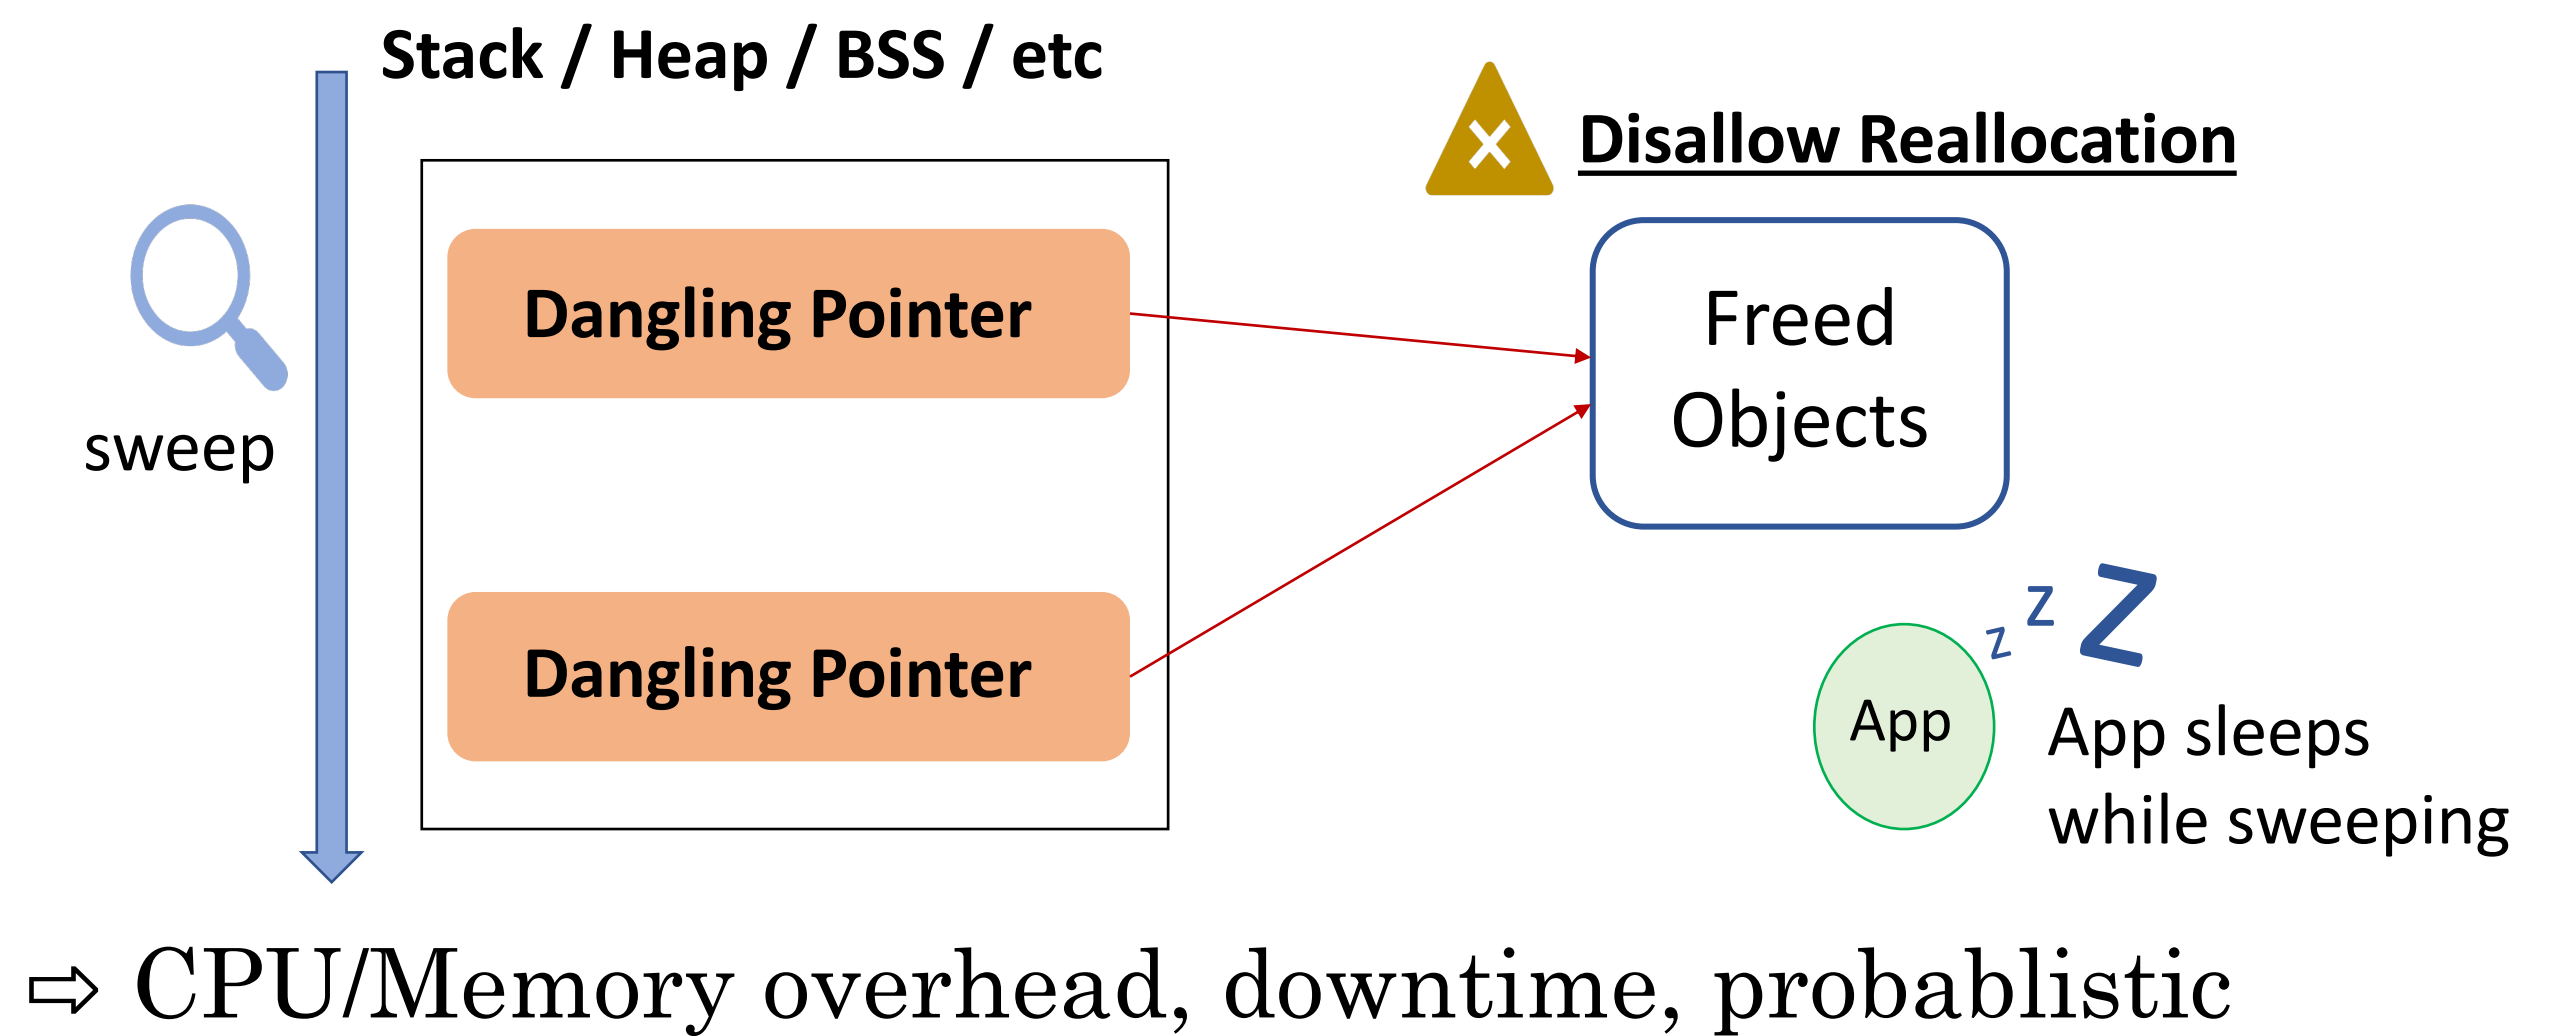 Stack / Heap / BSS / etc
Disallow Reallocation
sweep
Dangling Pointer
Dangling Pointer
Freed
Objects
z z Z
App
App sleeps
while sweeping
⇨ CPU/Memory overhead, downtime, probablistic